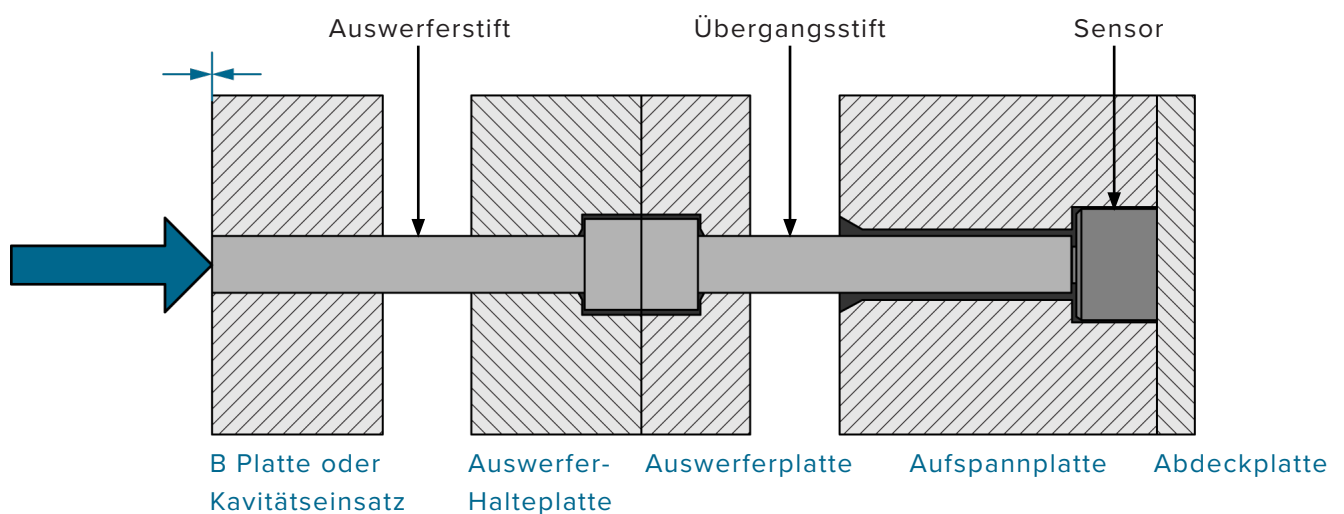 Auswerferstift
Übergangsstift
Sensor
B Platte oder
Kavitätseinsatz
Auswerfer-
Halteplatte
Auswerferplatte
Aufspannplatte
Abdeckplatte